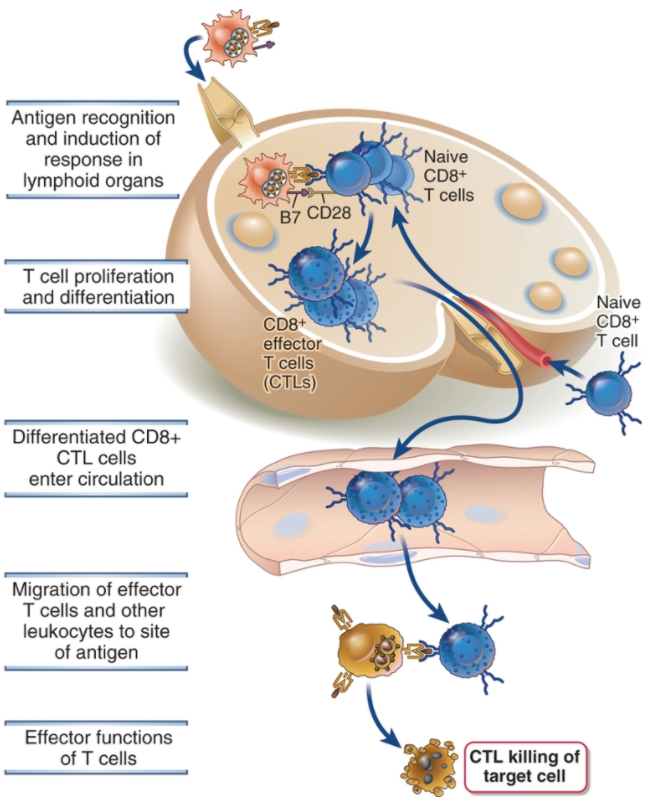 Antigen recognition
and induction of
response in
lymphoid organs
Naive
CD8+
T cells
B7 CD28
T cell proliferation
and differentiation
CD8+
effector
T cells
(CTLs)
Naive
CD8+
T cell
Differentiated CD8+
CTL cells
enter circulation
Migration of effector
T cells and other
leukocytes to site
of antigen
Effector functions
of T cells
CTL killing of
target cell